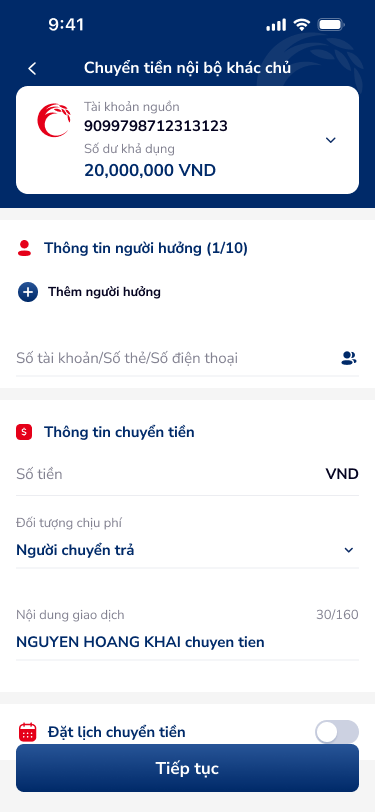 9:41
Chuyển tiền nội bộ khác chủ
Tài khoản nguồn
9099798712313123
Số dư khả dụng
20,000,000 VND
Thông tin người hưởng (1/10)
Thêm người hưởng
Số tài khoản/Số thẻ/Số điện thoại
$ Thông tin chuyển tiền
Số tiền VND
Đối tượng chịu phí
Người chuyển trả
Nội dung giao dịch 30/160
NGUYEN HOANG KHAI chuyen tien
Đặt lịch chuyển tiền
Tiếp tục